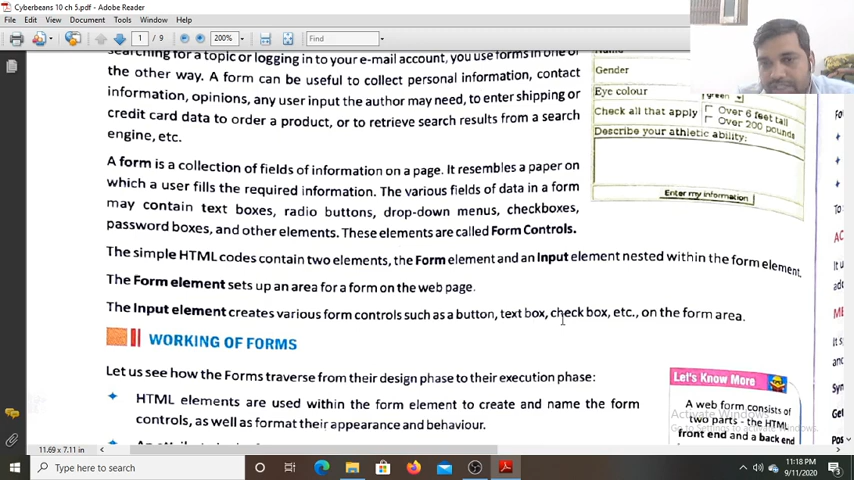 Cyberbeans 10 ch 5.pdf - Adobe Reader
File Edit View Document Tools Window Help
1 / 9 200% Find
searching for a topic or logging in to your e-mail account, you use forms in one or
the other way. A form can be useful to collect personal information, contact
information, opinions, any user input the author may need, to enter shipping or
credit card data to order a product, or to retrieve search results from a search
engine, etc.
Gender
Eye colour green
Check all that apply Over 6 feet tall
Over 200 pounds
Describe your athletic ability:
Enter my information
A form is a collection of fields of information on a page. It resembles a paper on
which a user fills the required information. The various fields of data in a form
may contain text boxes, radio buttons, drop-down menus, checkboxes,
password boxes, and other elements. These elements are called Form Controls.
The simple HTML codes contain two elements, the Form element and an Input element nested within the form element.
The Form element sets up an area for a form on the web page.
The Input element creates various form controls such as a button, text box, check box, etc., on the form area.
WORKING OF FORMS
Let us see how the Forms traverse from their design phase to their execution phase:
HTML elements are used within the form element to create and name the form
controls, as well as format their appearance and behaviour.
Let's Know More
A web form consists of
two parts - the HTML
front end and a back end
Activate Windows
Go to Settings to activate Windows.
11.69 x 7.11 in
Type here to search
11:18 PM
9/11/2020